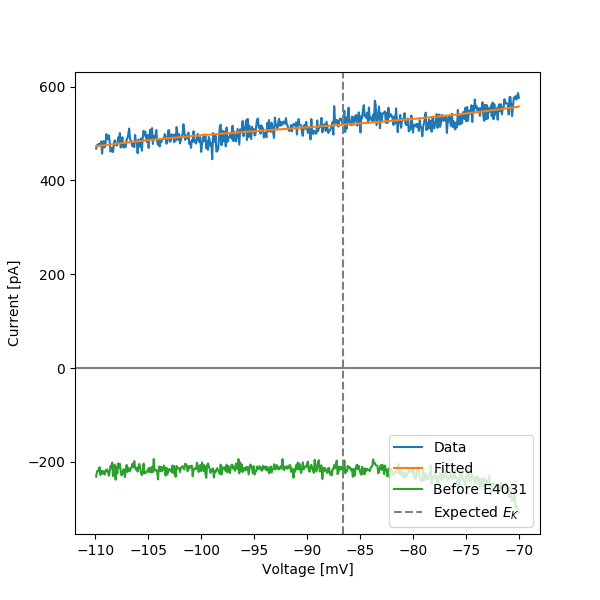 600
400
200
0
−200
Current [pA]
Data
Fitted
Before E4031
Expected E_K
−110 −105 −100 −95 −90 −85 −80 −75 −70
Voltage [mV]